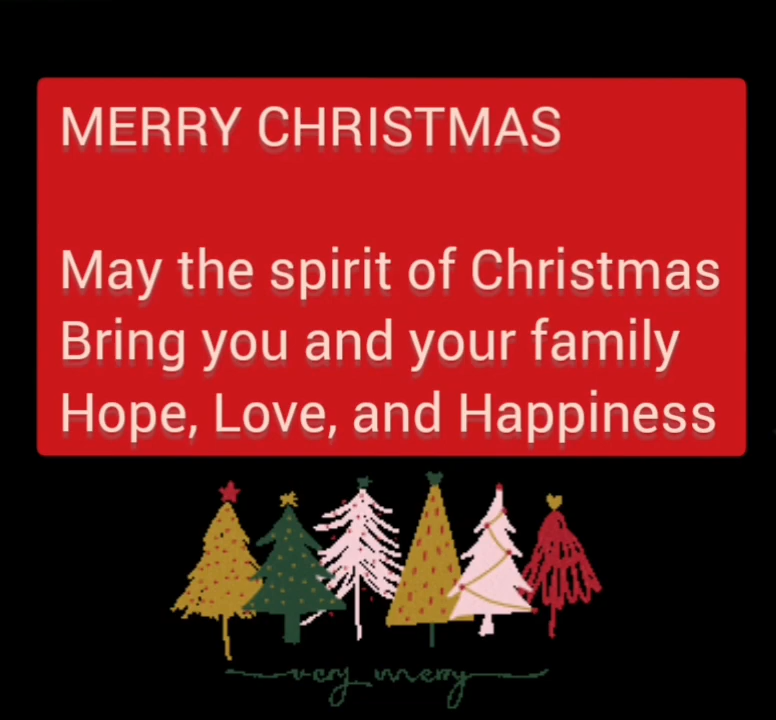 MERRY CHRISTMAS
May the spirit of Christmas
Bring you and your family
Hope, Love, and Happiness
very merry